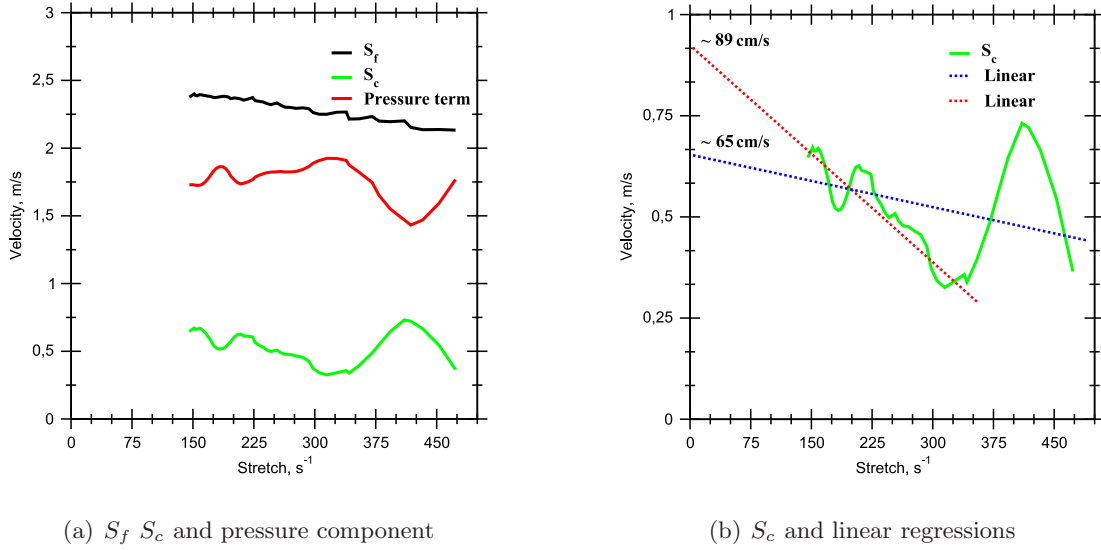 3
2,5
2
1,5
1
0,5
0
Velocity, m/s
0
75
150
225
300
375
450
Stretch, s-1
S_f
S_c
Pressure term
(a) S_f S_c and pressure component
1
0,75
0,5
0,25
0
Velocity, m/s
0
75
150
225
300
375
450
Stretch, s-1
~ 89 cm/s
~ 65 cm/s
S_c
Linear
Linear
(b) S_c and linear regressions